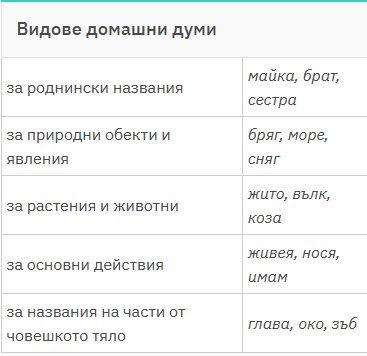 Видове домашни думи
за роднински названия
майка, брат,
сестра
за природни обекти и
явления
бряг, море,
сняг
за растения и животни
жито, вълк,
коза
за основни действия
живея, нося,
имам
за названия на части от
човешкото тяло
глава, око, зъб